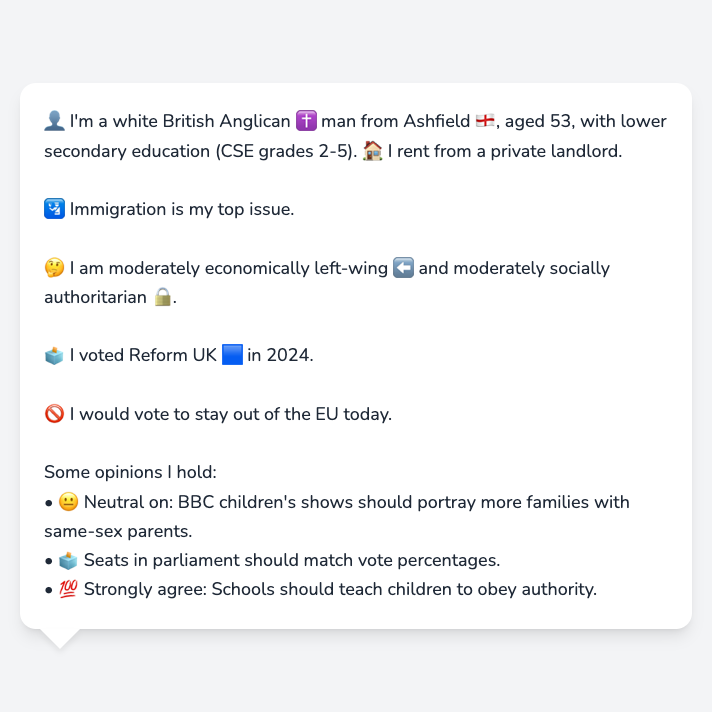 👤 I'm a white British Anglican ✝️ man from Ashfield 🏴󠁧󠁢󠁥󠁮󠁧󠁿, aged 53, with lower
secondary education (CSE grades 2-5). 🏠 I rent from a private landlord.
🛂 Immigration is my top issue.
🤔 I am moderately economically left-wing ⬅️ and moderately socially
authoritarian 🔒.
🗳️ I voted Reform UK 🟦 in 2024.
🚫 I would vote to stay out of the EU today.
Some opinions I hold:
• 😐 Neutral on: BBC children's shows should portray more families with
same-sex parents.
• 🗳️ Seats in parliament should match vote percentages.
• 💯 Strongly agree: Schools should teach children to obey authority.